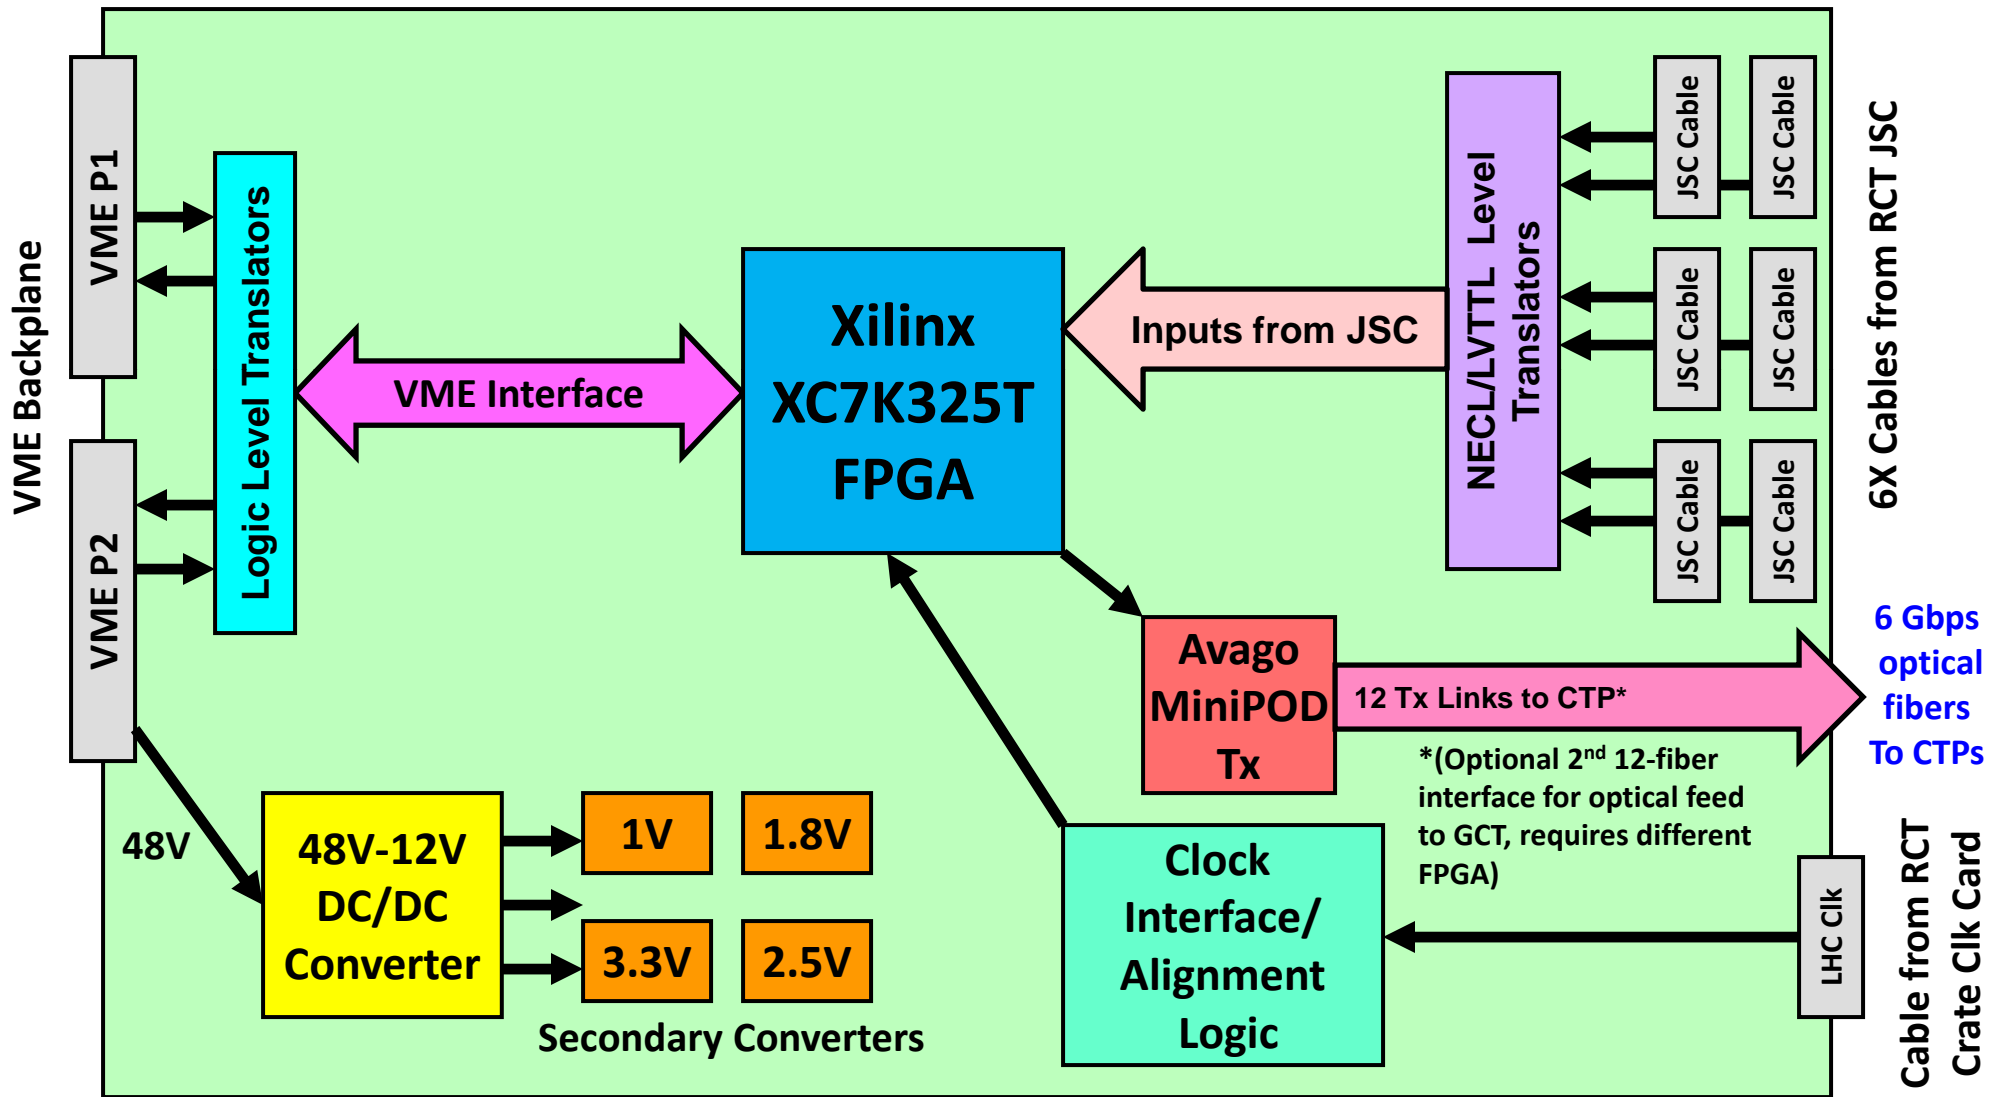 VME Backplane
VME P1
VME P2
Logic Level Translators
VME Interface
Xilinx
XC7K325T
FPGA
Inputs from JSC
NECL/LVTTL Level
Translators
JSC Cable
JSC Cable
JSC Cable
JSC Cable
JSC Cable
JSC Cable
6X Cables from RCT JSC
Avago
MiniPOD
Tx
12 Tx Links to CTP*
6 Gbps
optical
fibers
To CTPs
*(Optional 2nd 12-fiber
interface for optical feed
to GCT, requires different
FPGA)
48V
48V-12V
DC/DC
Converter
1V
1.8V
3.3V
2.5V
Secondary Converters
Clock
Interface/
Alignment
Logic
LHC Clk
Cable from RCT
Crate Clk Card